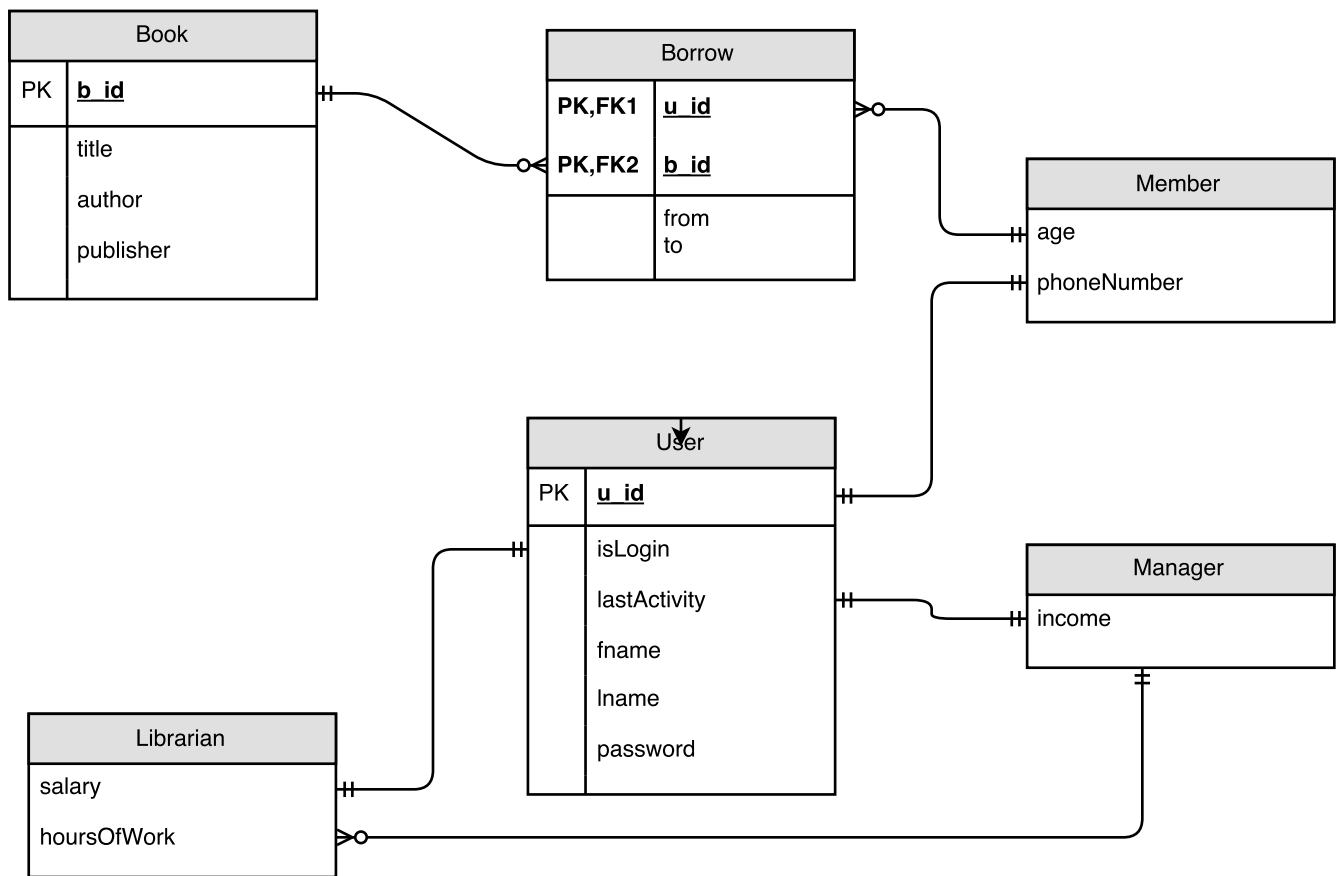 Book
PK b_id
title
author
publisher
Borrow
PK,FK1 u_id
PK,FK2 b_id
from
to
Member
age
phoneNumber
User
PK u_id
isLogin
lastActivity
fname
lname
password
Manager
income
Librarian
salary
hoursOfWork